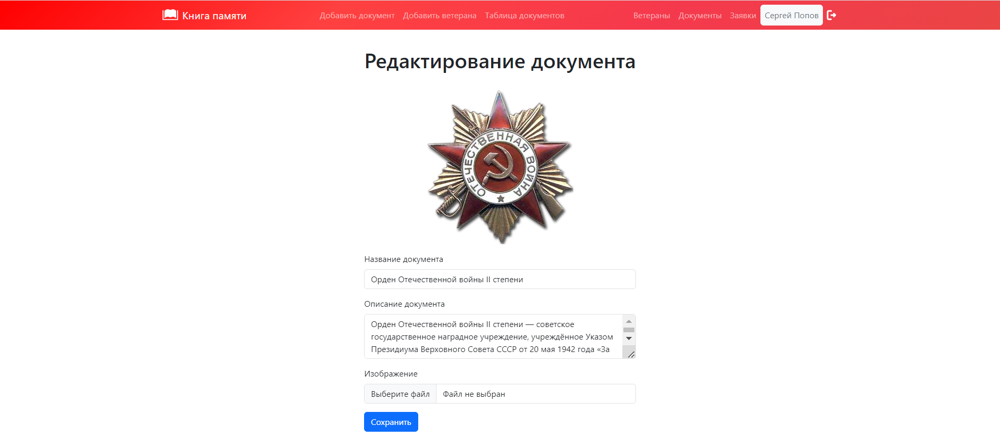 Книга памяти
Добавить документ Добавить ветерана Таблица документов
Ветераны Документы Заявки Сергей Попов
Редактирование документа
ОТЕЧЕСТВЕННАЯ ВОЙНА
Название документа
Орден Отечественной войны II степени
Описание документа
Орден Отечественной войны II степени — советское
государственное наградное учреждение, учреждённое Указом
Президиума Верховного Совета СССР от 20 мая 1942 года «За
Изображение
Выберите файл Файл не выбран
Сохранить